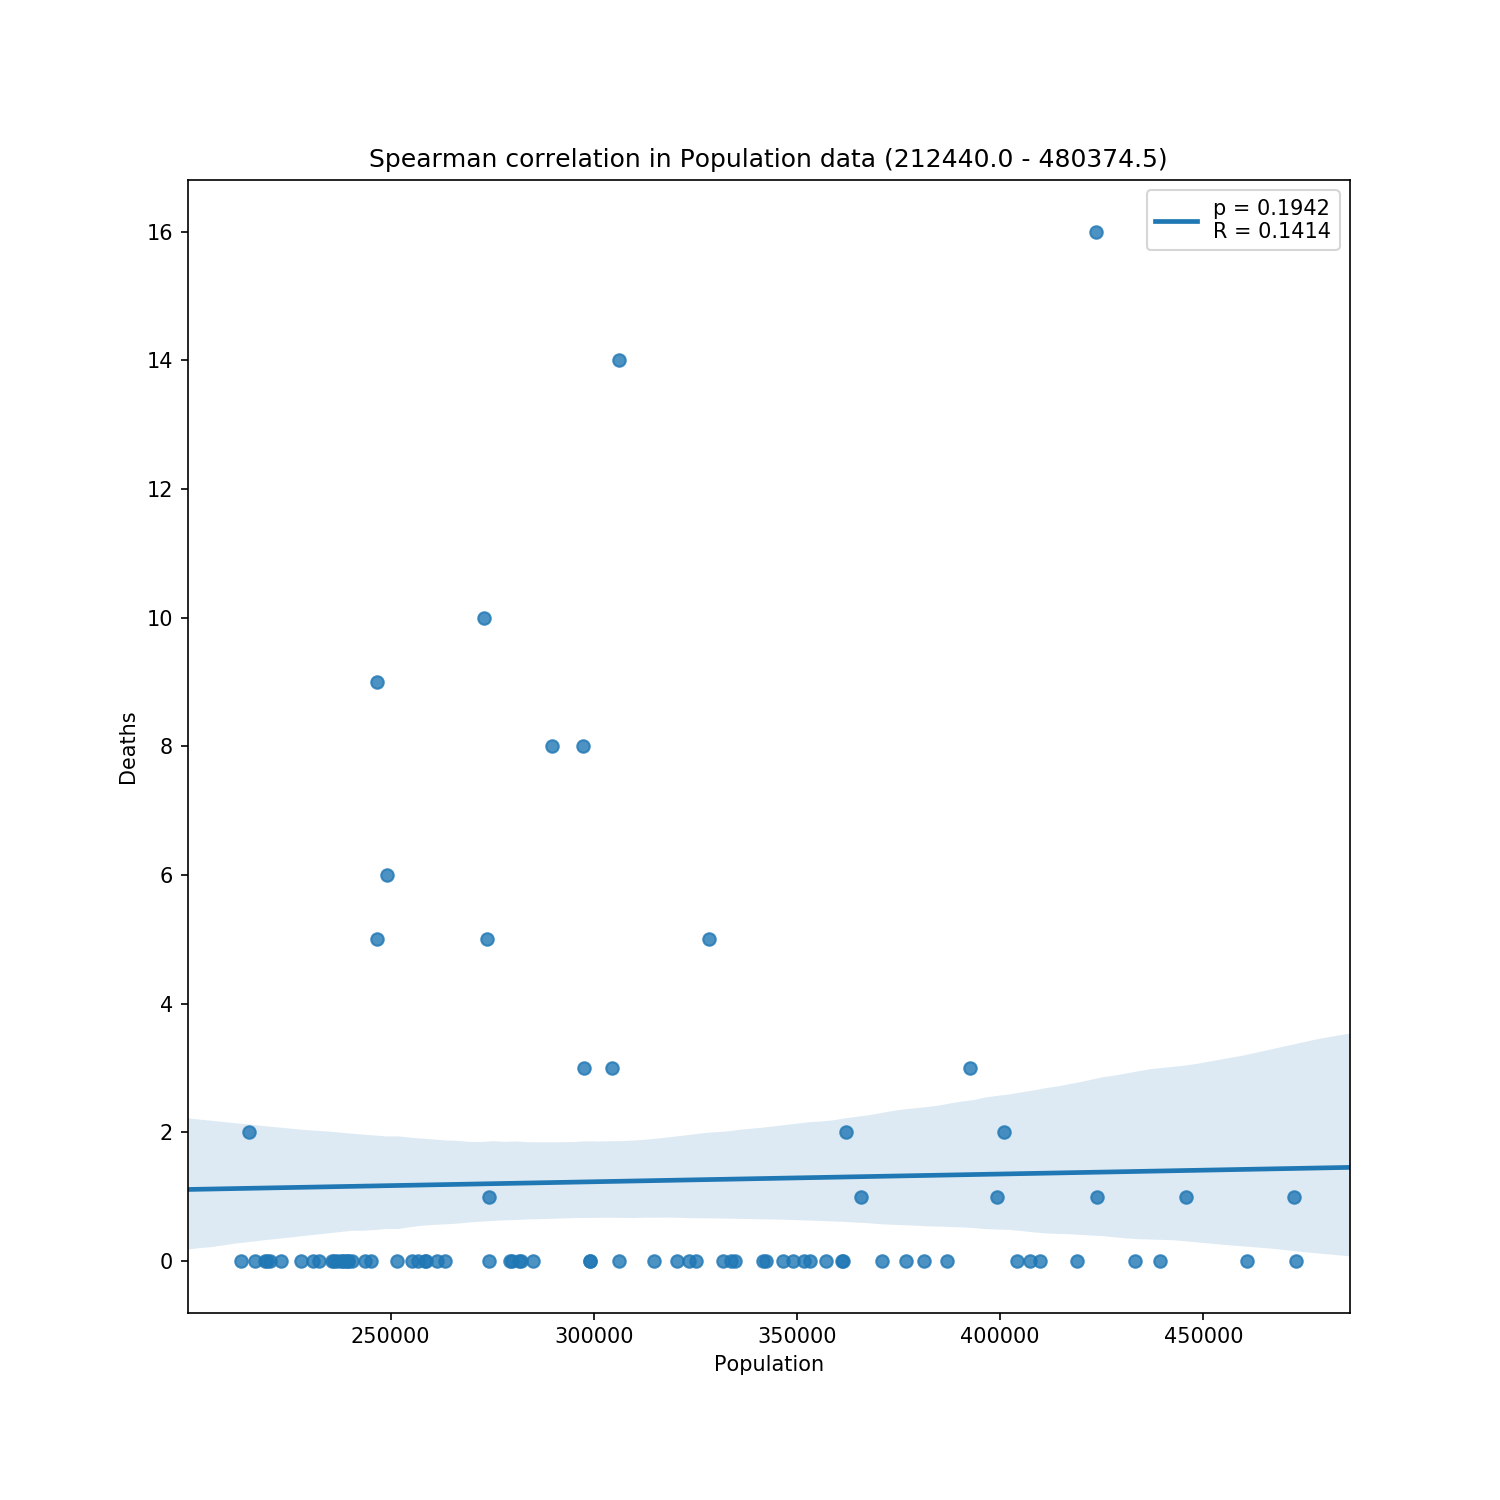 Spearman correlation in Population data (212440.0 - 480374.5)
p = 0.1942
R = 0.1414
16
14
12
10
8
6
4
2
0
Deaths
250000
300000
350000
400000
450000
Population